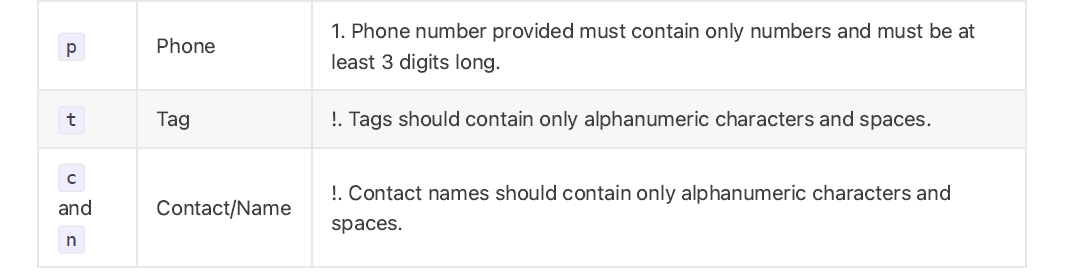 p
Phone
1. Phone number provided must contain only numbers and must be at
least 3 digits long.
t
Tag
!. Tags should contain only alphanumeric characters and spaces.
c
and
n
Contact/Name
!. Contact names should contain only alphanumeric characters and
spaces.